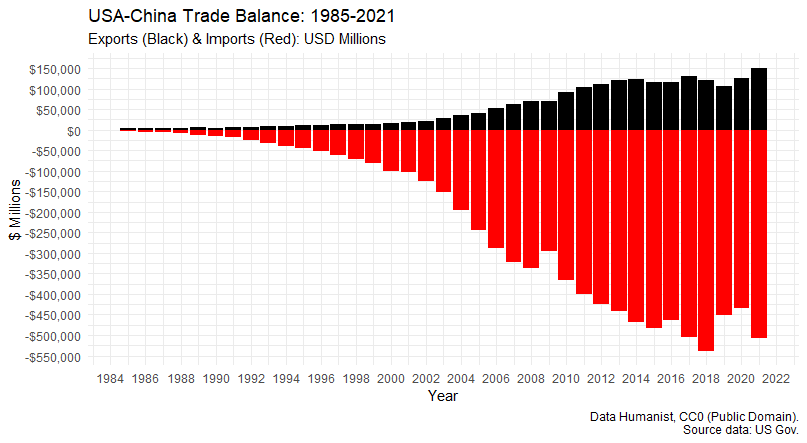 USA-China Trade Balance: 1985-2021
Exports (Black) & Imports (Red): USD Millions
$150,000
$100,000
$50,000
$0
-$50,000
-$100,000
-$150,000
-$200,000
-$250,000
-$300,000
-$350,000
-$400,000
-$450,000
-$500,000
-$550,000
$ Millions
1984 1986 1988 1990 1992 1994 1996 1998 2000 2002 2004 2006 2008 2010 2012 2014 2016 2018 2020 2022
Year
Data Humanist, CC0 (Public Domain).
Source data: US Gov.